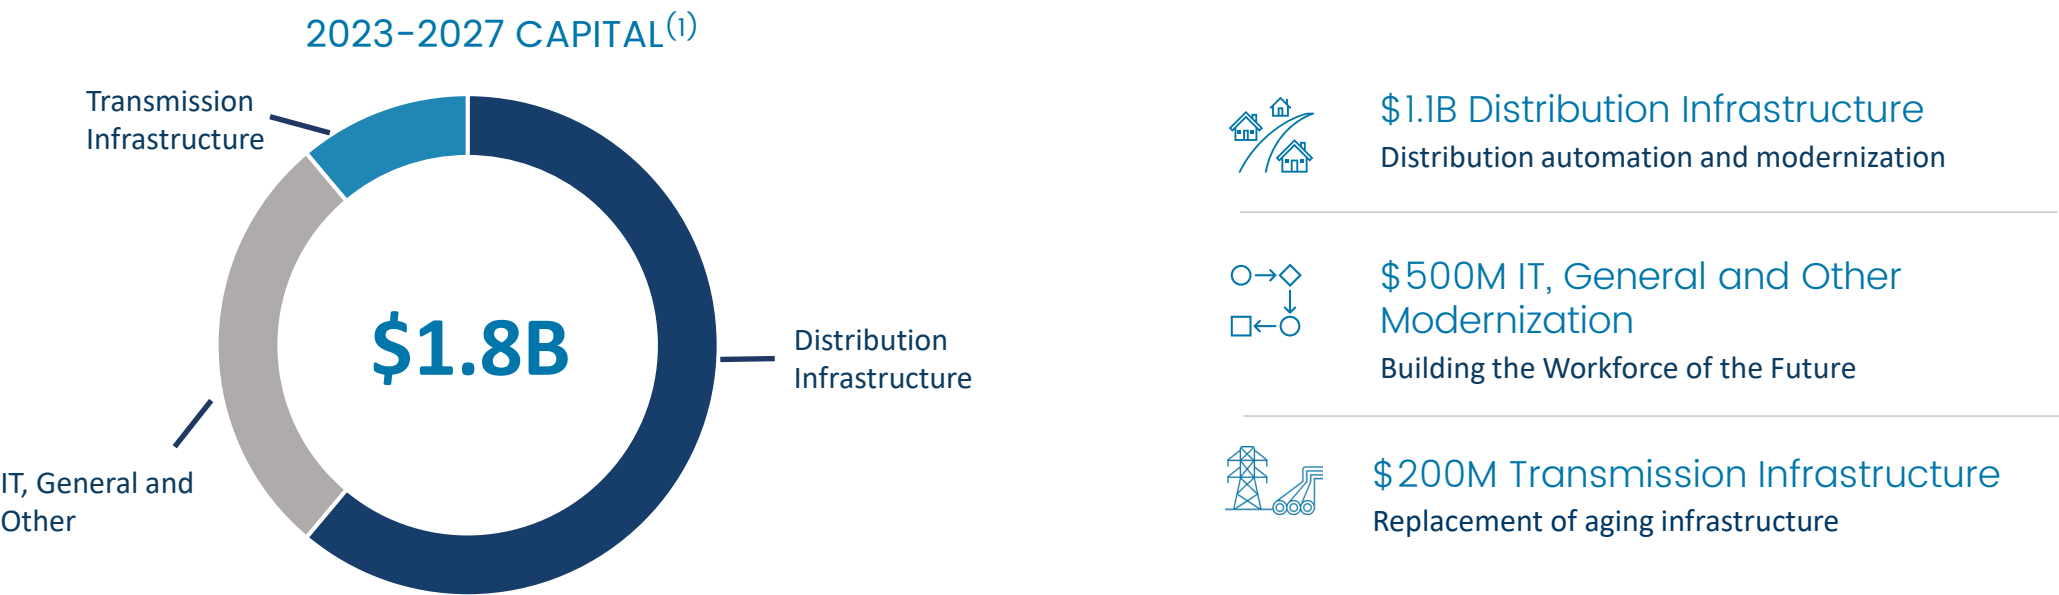 2023-2027 CAPITAL(1)
Transmission
Infrastructure
$1.8B
Distribution
Infrastructure
IT, General and
Other
$1.1B Distribution Infrastructure
Distribution automation and modernization
$500M IT, General and Other
Modernization
Building the Workforce of the Future
$200M Transmission Infrastructure
Replacement of aging infrastructure